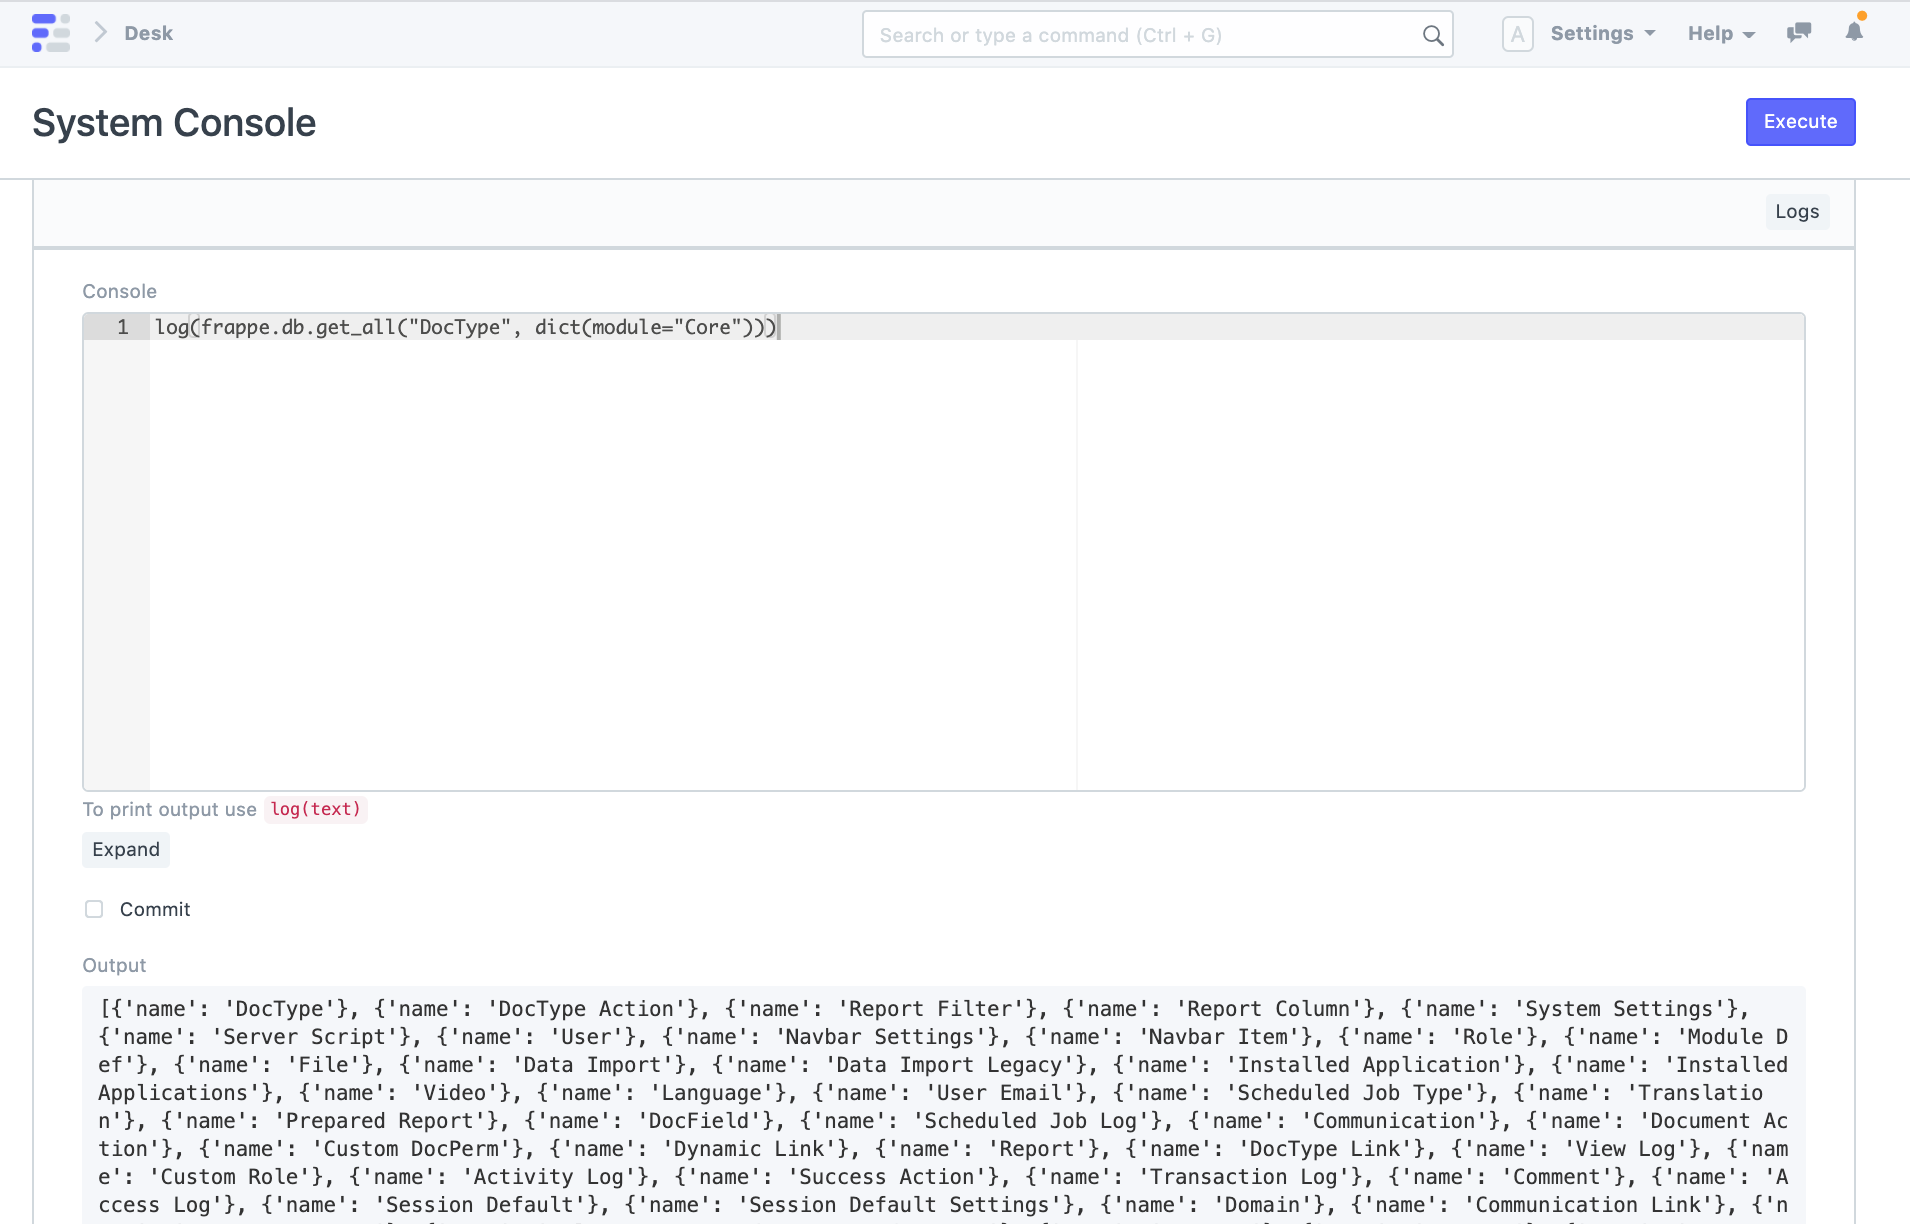 Desk
Search or type a command (Ctrl + G)
A
Settings
Help
System Console
Execute
Logs
Console
1 log(frappe.db.get_all("DocType", dict(module="Core")))
To print output use log(text)
Expand
Commit
Output
[{'name': 'DocType'}, {'name': 'DocType Action'}, {'name': 'Report Filter'}, {'name': 'Report Column'}, {'name': 'System Settings'},
{'name': 'Server Script'}, {'name': 'User'}, {'name': 'Navbar Settings'}, {'name': 'Navbar Item'}, {'name': 'Role'}, {'name': 'Module D
ef'}, {'name': 'File'}, {'name': 'Data Import'}, {'name': 'Data Import Legacy'}, {'name': 'Installed Application'}, {'name': 'Installed
Applications'}, {'name': 'Video'}, {'name': 'Language'}, {'name': 'User Email'}, {'name': 'Scheduled Job Type'}, {'name': 'Translatio
n'}, {'name': 'Prepared Report'}, {'name': 'DocField'}, {'name': 'Scheduled Job Log'}, {'name': 'Communication'}, {'name': 'Document Ac
tion'}, {'name': 'Custom DocPerm'}, {'name': 'Dynamic Link'}, {'name': 'Report'}, {'name': 'DocType Link'}, {'name': 'View Log'}, {'nam
e': 'Custom Role'}, {'name': 'Activity Log'}, {'name': 'Success Action'}, {'name': 'Transaction Log'}, {'name': 'Comment'}, {'name': 'A
ccess Log'}, {'name': 'Session Default'}, {'name': 'Session Default Settings'}, {'name': 'Domain'}, {'name': 'Communication Link'}, {'n